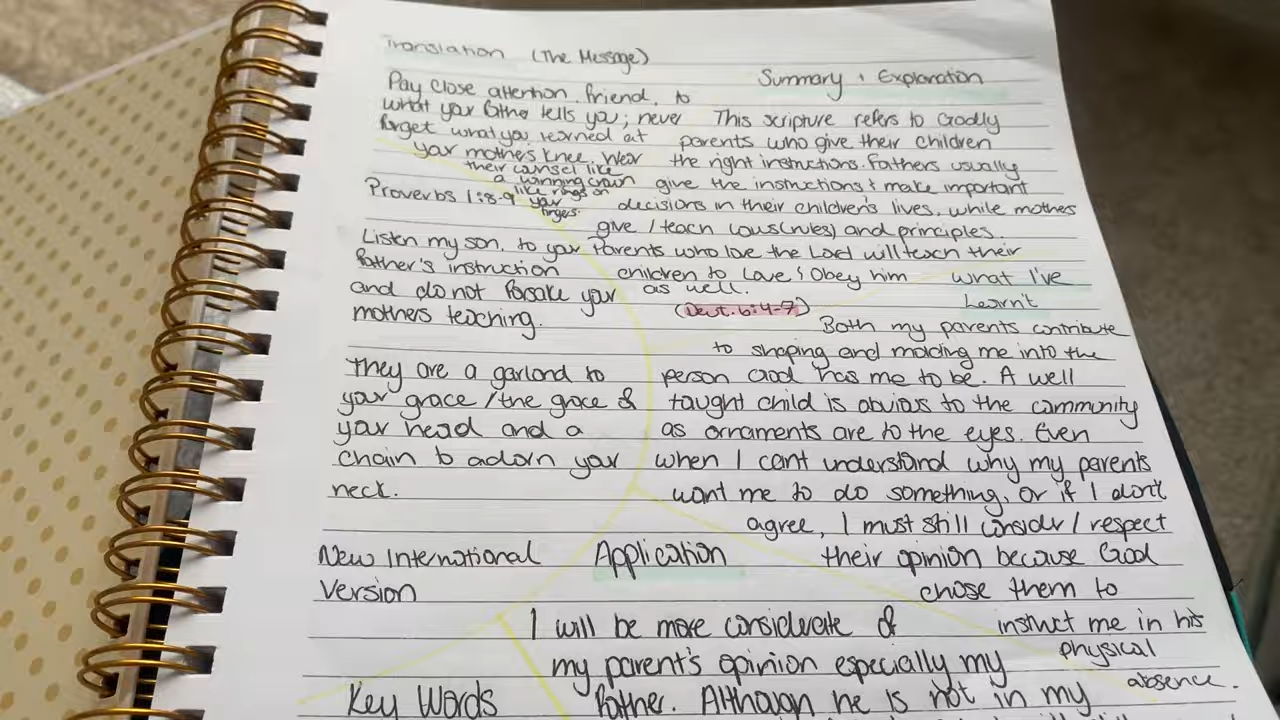 Translation (The Message)
Pay close attention, friend, to
what your father tells you; never
forget what you learned at
your mother's knee. Wear
their counsel like
a winning crown
like rings on
your
fingers.
Proverbs 1:8-9
Listen my son, to your
father's instruction
and do not forsake your
mothers teaching.
They are a garland to
your grace / the grace of
your head and a
chain to adorn your
neck.
New International
Version
Key Words
Summary + Explanation
This scripture refers to Godly
parents who give their children
the right instructions. Fathers usually
give the instructions & make important
decisions in their children's lives, while mothers
give / teach laws (rules) and principles.
Parents who love the Lord will teach their
children to love & Obey him
as well.
(Deut. 6:4-7)
what I've
Learn't
Both my parents contribute
to shaping and molding me into the
person God has me to be. A well
taught child is obvious to the community
as ornaments are to the eyes. Even
when I can't understand why my parents
want me to do something, or if I don't
agree, I must still consider / respect
their opinion because God
chose them to
instruct me in his
physical
absence.
Application
I will be more considerate of
my parent's opinion especially my
father. Although he is not in my